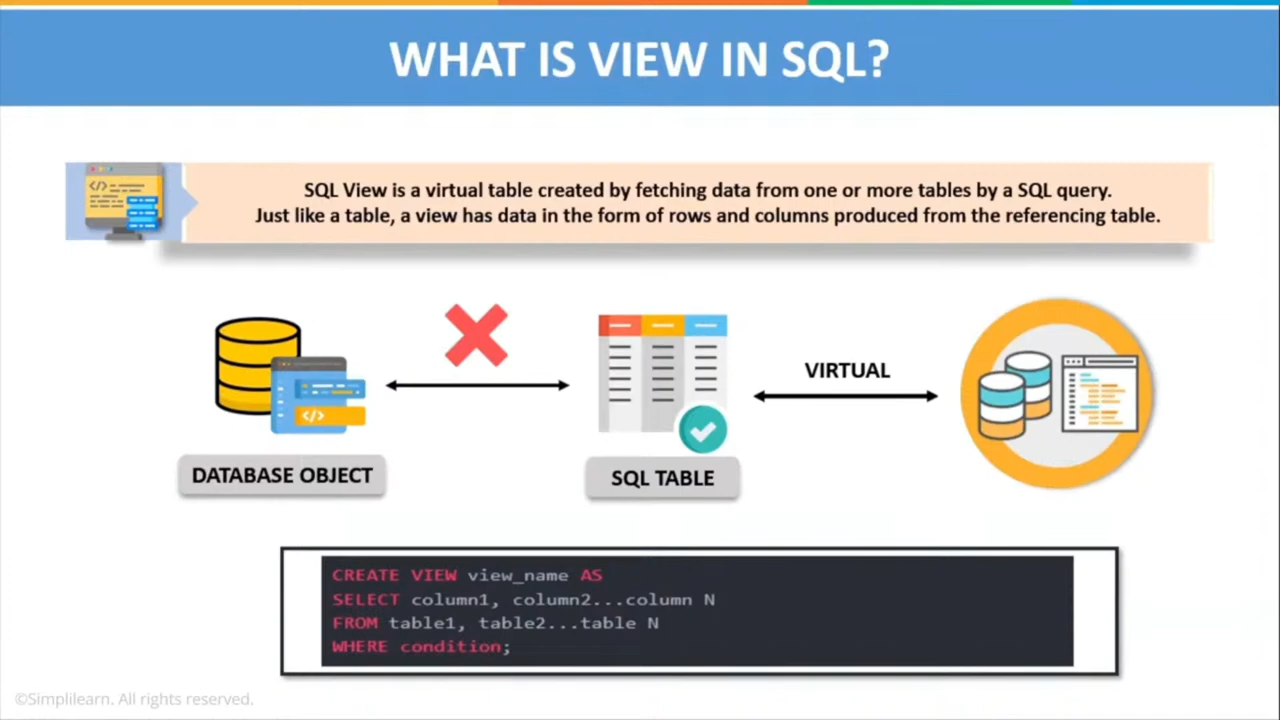 WHAT IS VIEW IN SQL?
SQL View is a virtual table created by fetching data from one or more tables by a SQL query.
Just like a table, a view has data in the form of rows and columns produced from the referencing table.
VIRTUAL
DATABASE OBJECT
SQL TABLE
CREATE VIEW view_name AS
SELECT column1, column2...column N
FROM table1, table2...table N
WHERE condition;
©Simplilearn. All rights reserved.